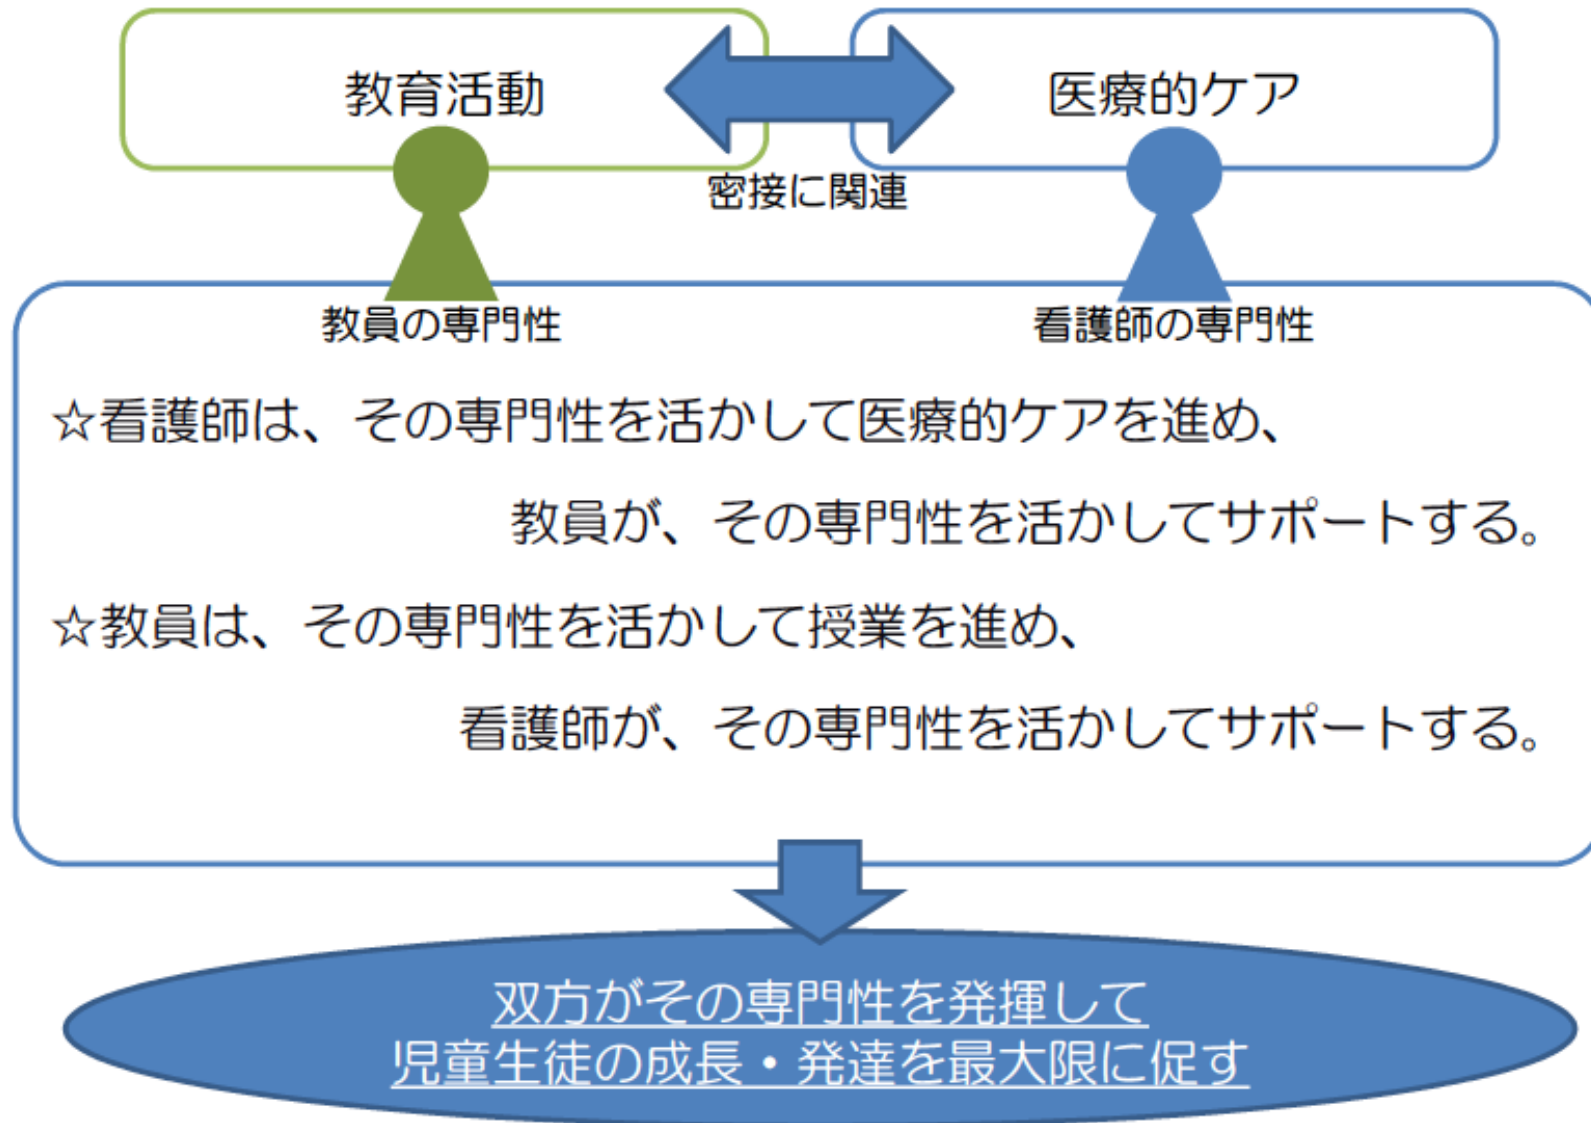 教育活動
医療的ケア
密接に関連
教員の専門性
看護師の専門性
☆看護師は、その専門性を活かして医療的ケアを進め、
教員が、その専門性を活かしてサポートする。
☆教員は、その専門性を活かして授業を進め、
看護師が、その専門性を活かしてサポートする。
双方がその専門性を発揮して
児童生徒の成長・発達を最大限に促す